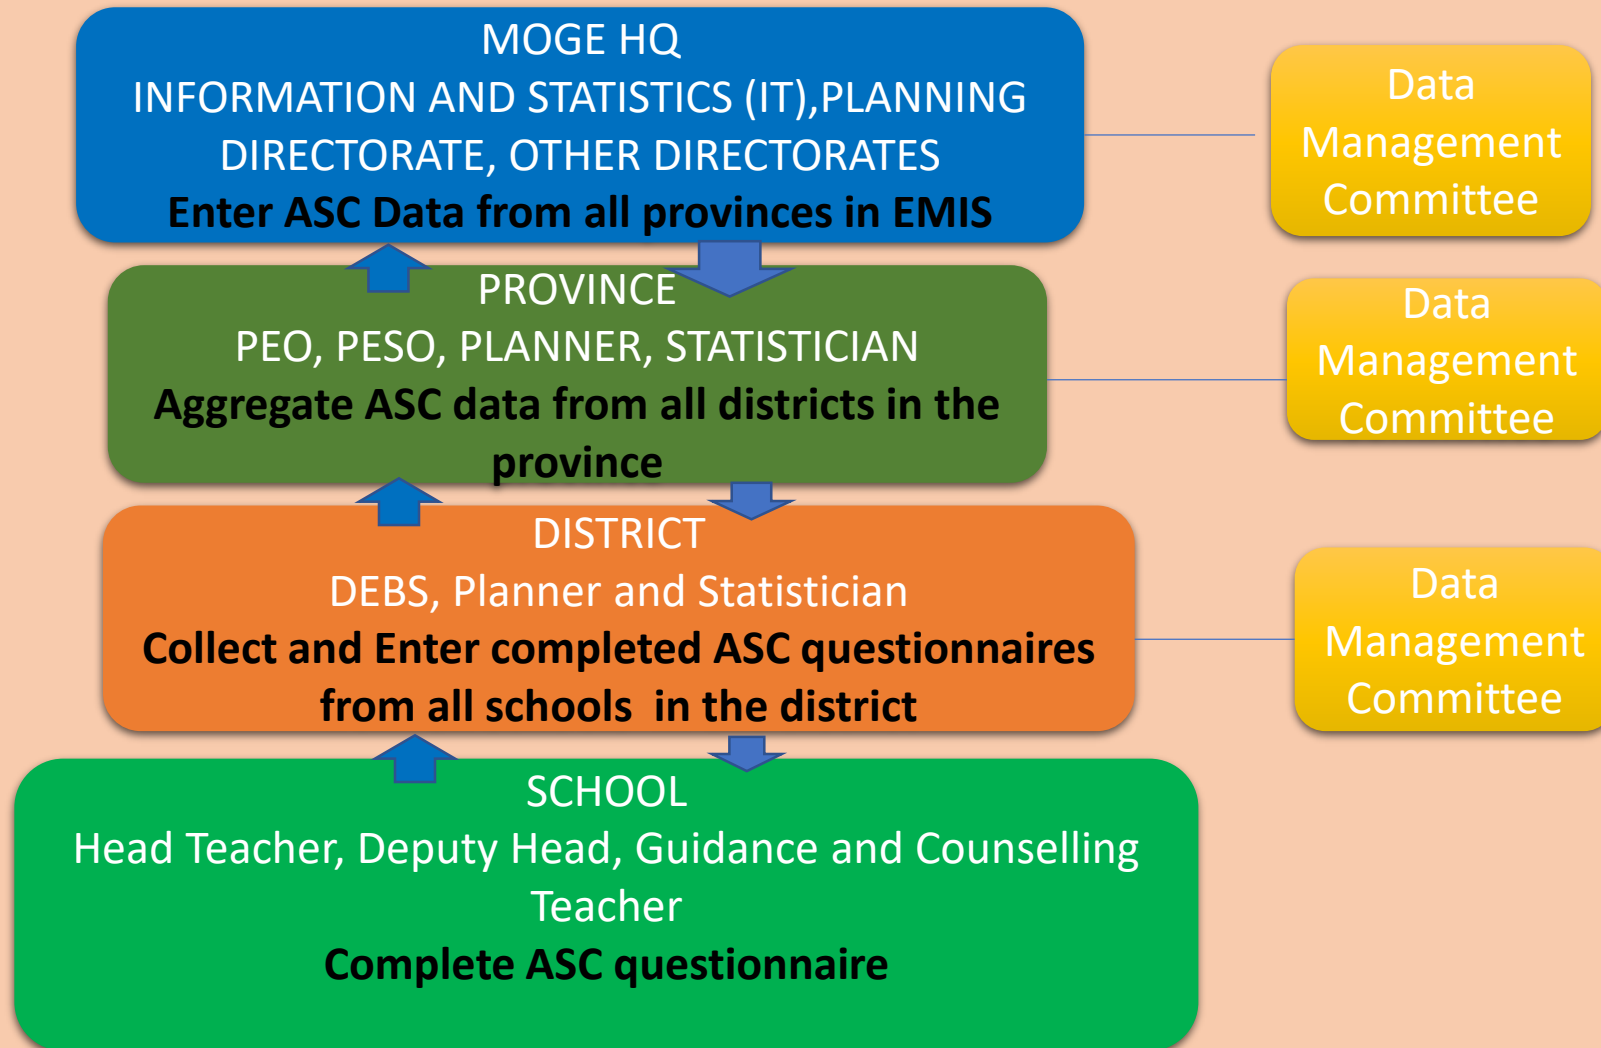 MOGE HQ
INFORMATION AND STATISTICS (IT),PLANNING
DIRECTORATE, OTHER DIRECTORATES
Enter ASC Data from all provinces in EMIS
Data
Management
Committee
PROVINCE
PEO, PESO, PLANNER, STATISTICIAN
Aggregate ASC data from all districts in the
province
Data
Management
Committee
DISTRICT
DEBS, Planner and Statistician
Collect and Enter completed ASC questionnaires
from all schools  in the district
Data
Management
Committee
SCHOOL
Head Teacher, Deputy Head, Guidance and Counselling
Teacher
Complete ASC questionnaire